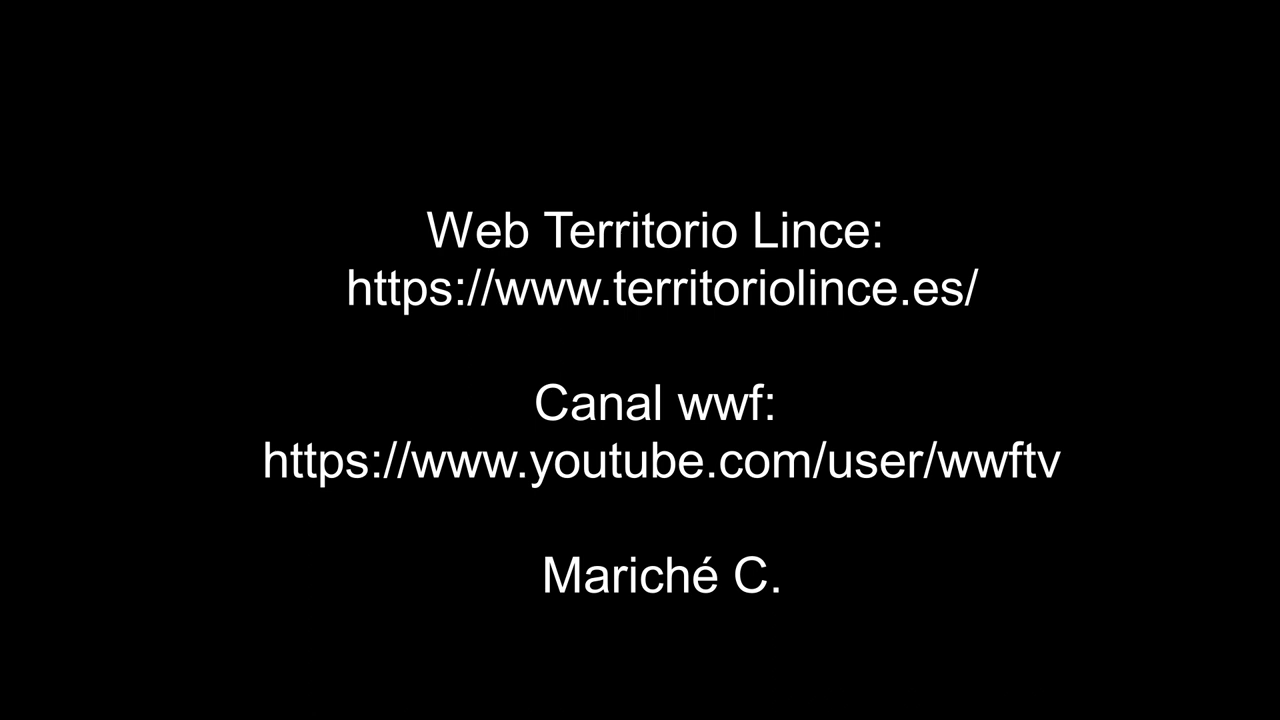 Web Territorio Lince:
https://www.territoriolince.es/
Canal wwf:
https://www.youtube.com/user/wwftv
Mariché C.